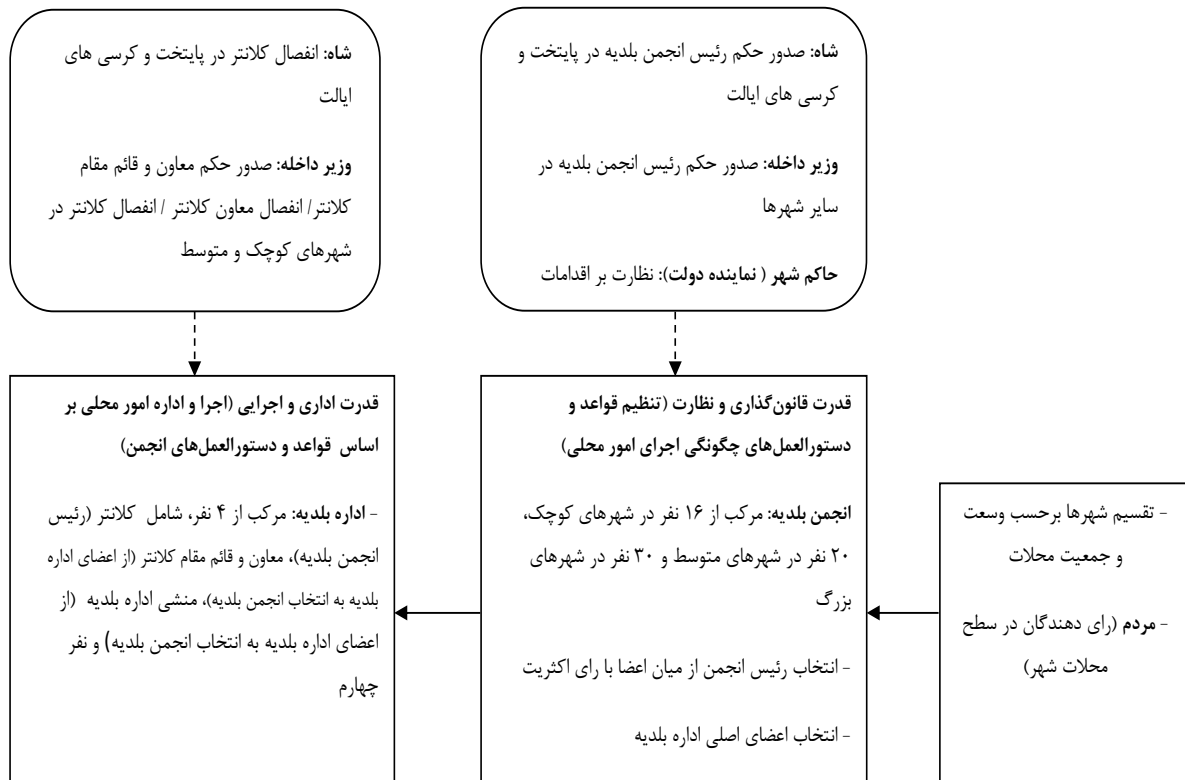 شاه: صدور حکم رئیس انجمن بلدیه در پایتخت و
کرسی های ایالت
وزیر داخله: صدور حکم رئیس انجمن بلدیه در
سایر شهرها
حاکم شهر ( نماینده دولت): نظارت بر اقدامات
شاه: انفصال کلانتر در پایتخت و کرسی های
ایالت
وزیر داخله: صدور حکم معاون و قائم مقام
کلانتر/ انفصال معاون کلانتر / انفصال کلانتر در
شهرهای کوچک و متوسط
- تقسیم شهرها برحسب وسعت
و جمعیت محلات
- مردم (رای دهندگان در سطح
محلات شهر)
قدرت قانون‌گذاری و نظارت (تنظیم قواعد و
دستورالعمل‌های چگونگی اجرای امور محلی)
انجمن بلدیه: مرکب از ۱۶ نفر در شهرهای کوچک،
۲۰ نفر در شهرهای متوسط و ۳۰ نفر در شهرهای
بزرگ
- انتخاب رئیس انجمن از میان اعضا با رای اکثریت
- انتخاب اعضای اصلی اداره بلدیه
قدرت اداری و اجرایی (اجرا و اداره امور محلی بر
اساس قواعد و دستورالعمل‌های انجمن)
- اداره بلدیه: مرکب از ۴ نفر، شامل کلانتر (رئیس
انجمن بلدیه)، معاون و قائم مقام کلانتر (از اعضای اداره
بلدیه به انتخاب انجمن بلدیه)، منشی اداره بلدیه (از
اعضای اداره بلدیه به انتخاب انجمن بلدیه) و نفر
چهارم